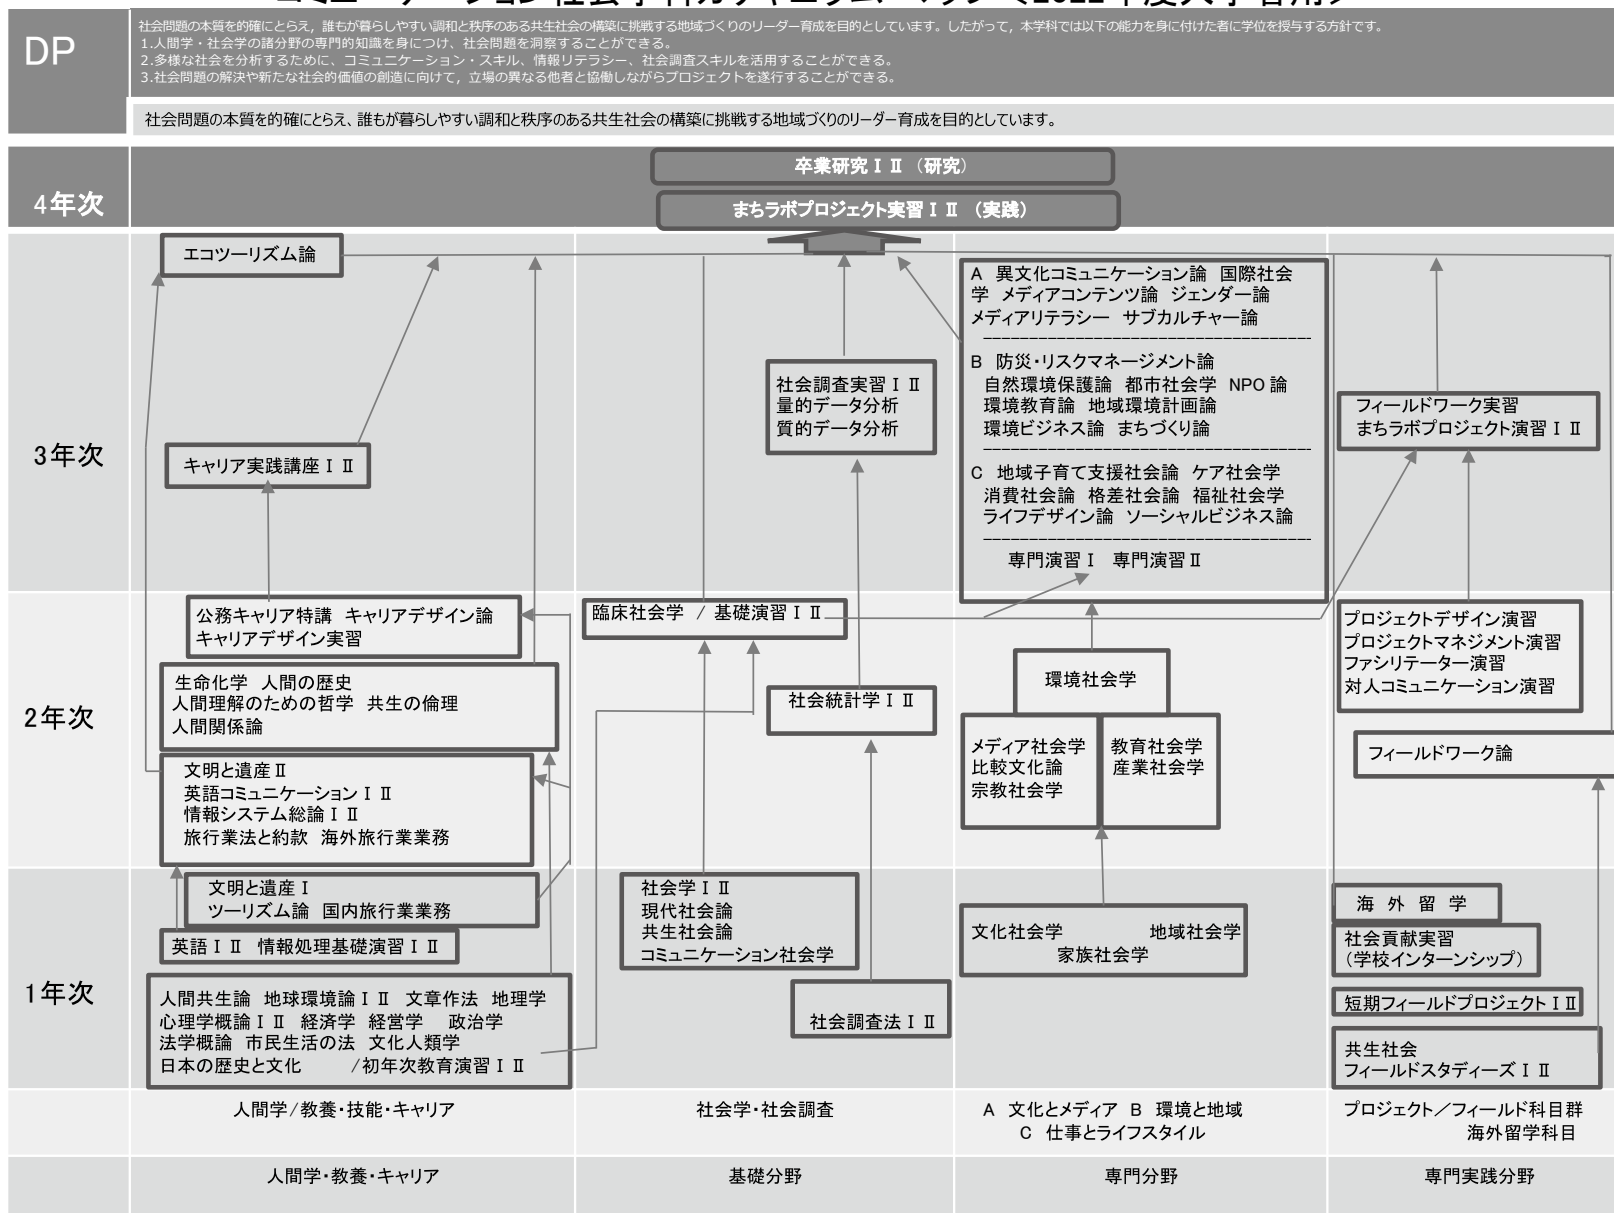 コミュニケーション社会学科カリキュラム・マップ＜2022年度入学者用＞
DP
社会問題の本質を的確にとらえ，誰もが暮らしやすい調和と秩序のある共生社会の構築に挑戦する地域づくりのリーダー育成を目的としています。したがって，本学科では以下の能力を身に付けた者に学位を授与する方針です。
1.人間学・社会学の諸分野の専門的知識を身につけ、社会問題を洞察することができる。
2.多様な社会を分析するために、コミュニケーション・スキル、情報リテラシー、社会調査スキルを活用することができる。
3.社会問題の解決や新たな社会的価値の創造に向けて，立場の異なる他者と協働しながらプロジェクトを遂行することができる。
社会問題の本質を的確にとらえ、誰もが暮らしやすい調和と秩序のある共生社会の構築に挑戦する地域づくりのリーダー育成を目的としています。
4年次
卒業研究ⅠⅡ（研究）
まちラボプロジェクト実習ⅠⅡ （実践）
3年次
エコツーリズム論
キャリア実践講座ⅠⅡ
社会調査実習ⅠⅡ
量的データ分析
質的データ分析
A 異文化コミュニケーション論 国際社会
学 メディアコンテンツ論 ジェンダー論
メディアリテラシー サブカルチャー論
B 防災・リスクマネージメント論
自然環境保護論 都市社会学 NPO論
環境教育論 地域環境計画論
環境ビジネス論 まちづくり論
C 地域子育て支援社会論 ケア社会学
消費社会論 格差社会論 福祉社会学
ライフデザイン論 ソーシャルビジネス論
専門演習Ⅰ 専門演習Ⅱ
フィールドワーク実習
まちラボプロジェクト演習ⅠⅡ
2年次
公務キャリア特講 キャリアデザイン論
キャリアデザイン実習
生命化学 人間の歴史
人間理解のための哲学 共生の倫理
人間関係論
文明と遺産Ⅱ
英語コミュニケーションⅠⅡ
情報システム総論ⅠⅡ
旅行業法と約款 海外旅行業業務
臨床社会学 / 基礎演習ⅠⅡ
社会統計学ⅠⅡ
環境社会学
メディア社会学
比較文化論
宗教社会学
教育社会学
産業社会学
プロジェクトデザイン演習
プロジェクトマネジメント演習
ファシリテーター演習
対人コミュニケーション演習
フィールドワーク論
1年次
文明と遺産Ⅰ
ツーリズム論 国内旅行業業務
英語ⅠⅡ 情報処理基礎演習ⅠⅡ
人間共生論 地球環境論ⅠⅡ 文章作法 地理学
心理学概論ⅠⅡ 経済学 経営学 政治学
法学概論 市民生活の法 文化人類学
日本の歴史と文化 /初年次教育演習ⅠⅡ
社会学ⅠⅡ
現代社会論
共生社会論
コミュニケーション社会学
社会調査法ⅠⅡ
文化社会学 地域社会学
家族社会学
海 外 留 学
社会貢献実習
（学校インターンシップ）
短期フィールドプロジェクトⅠⅡ
共生社会
フィールドスタディーズⅠⅡ
人間学/教養・技能・キャリア
社会学・社会調査
A 文化とメディア B 環境と地域
C 仕事とライフスタイル
プロジェクト／フィールド科目群
海外留学科目
人間学・教養・キャリア
基礎分野
専門分野
専門実践分野